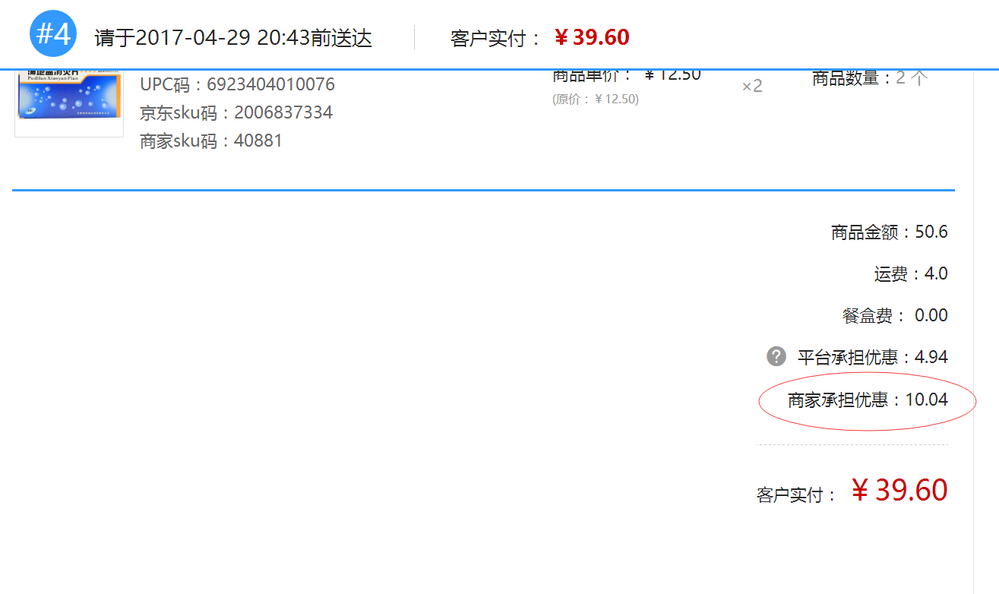 #4
请于2017-04-29 20:43前送达
客户实付： ￥39.60
Pudilan Xiaoyan Pian
UPC码：6923404010076
京东sku码：2006837334
商家sku码：40881
商品单价： ￥12.50
(原价：￥12.50)
×2
商品数量：2 个
商品金额：50.6
运费：4.0
餐盒费： 0.00
? 平台承担优惠：4.94
商家承担优惠：10.04
客户实付： ￥39.60